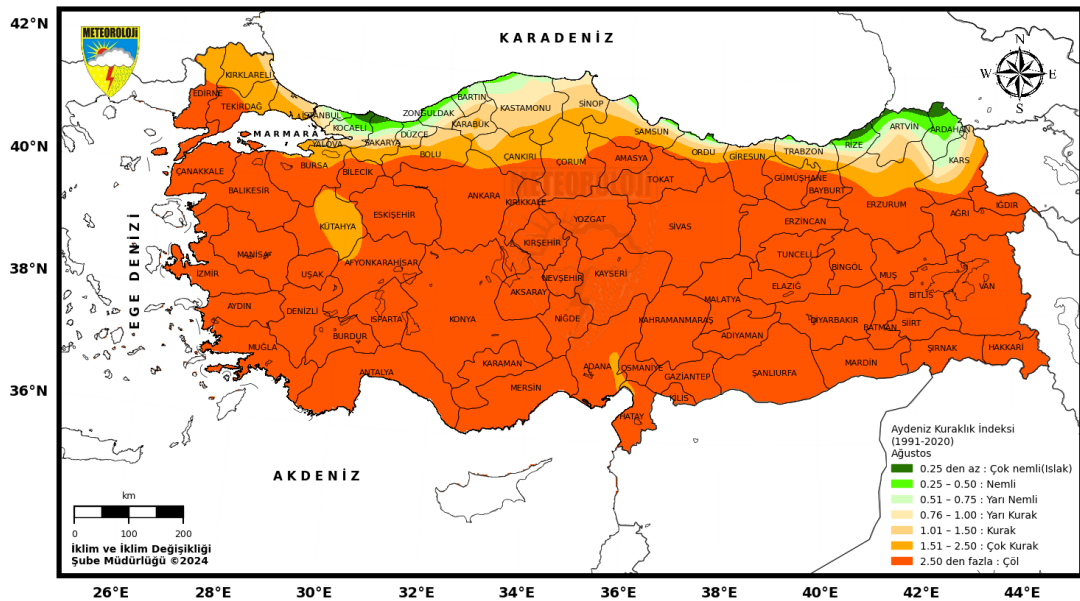 42°N
40°N
38°N
36°N
METEOROLOJİ
KARADENİZ
N
W E
S
KIRKLARELİ
EDİRNE
TEKİRDAĞ
İSTANBUL
KOCAELİ
MARMARA
YALOVA
SAKARYA
DÜZCE
ZONGULDAK
BARTIN
KARABÜK
KASTAMONU
SİNOP
SAMSUN
ORDU
GİRESUN
TRABZON
RİZE
ARTVİN
ARDAHAN
KARS
ÇANAKKALE
BURSA
BİLECİK
BOLU
ÇANKIRI
ÇORUM
AMASYA
TOKAT
GÜMÜŞHANE
BAYBURT
ERZURUM
AĞRI
IĞDIR
BALIKESİR
KÜTAHYA
ESKİŞEHİR
ANKARA
KIRIKKALE
METEOROLOJİ
YOZGAT
SİVAS
ERZİNCAN
EGE DENİZİ
MANİSA
İZMİR
UŞAK
AFYONKARAHİSAR
KIRŞEHİR
NEVŞEHİR
KAYSERİ
AKSARAY
TUNCELİ
BİNGÖL
MUŞ
ELAZIĞ
BİTLİS
VAN
AYDIN
DENİZLİ
ISPARTA
BURDUR
KONYA
NİĞDE
MALATYA
KAHRAMANMARAŞ
ADIYAMAN
DİYARBAKIR
BATMAN
SİİRT
MUĞLA
ANTALYA
KARAMAN
MERSİN
ADANA
OSMANİYE
GAZİANTEP
KİLİS
ŞANLIURFA
MARDİN
ŞIRNAK
HAKKARİ
HATAY
AKDENİZ
Aydeniz Kuraklık İndeksi
(1991-2020)
Ağustos
0.25 den az : Çok nemli(Islak)
0.25 – 0.50 : Nemli
0.51 – 0.75 : Yarı Nemli
0.76 – 1.00 : Yarı Kurak
1.01 – 1.50 : Kurak
1.51 – 2.50 : Çok Kurak
2.50 den fazla : Çöl
km
0 100 200
İklim ve İklim Değişikliği
Şube Müdürlüğü ©2024
26°E 28°E 30°E 32°E 34°E 36°E 38°E 40°E 42°E 44°E